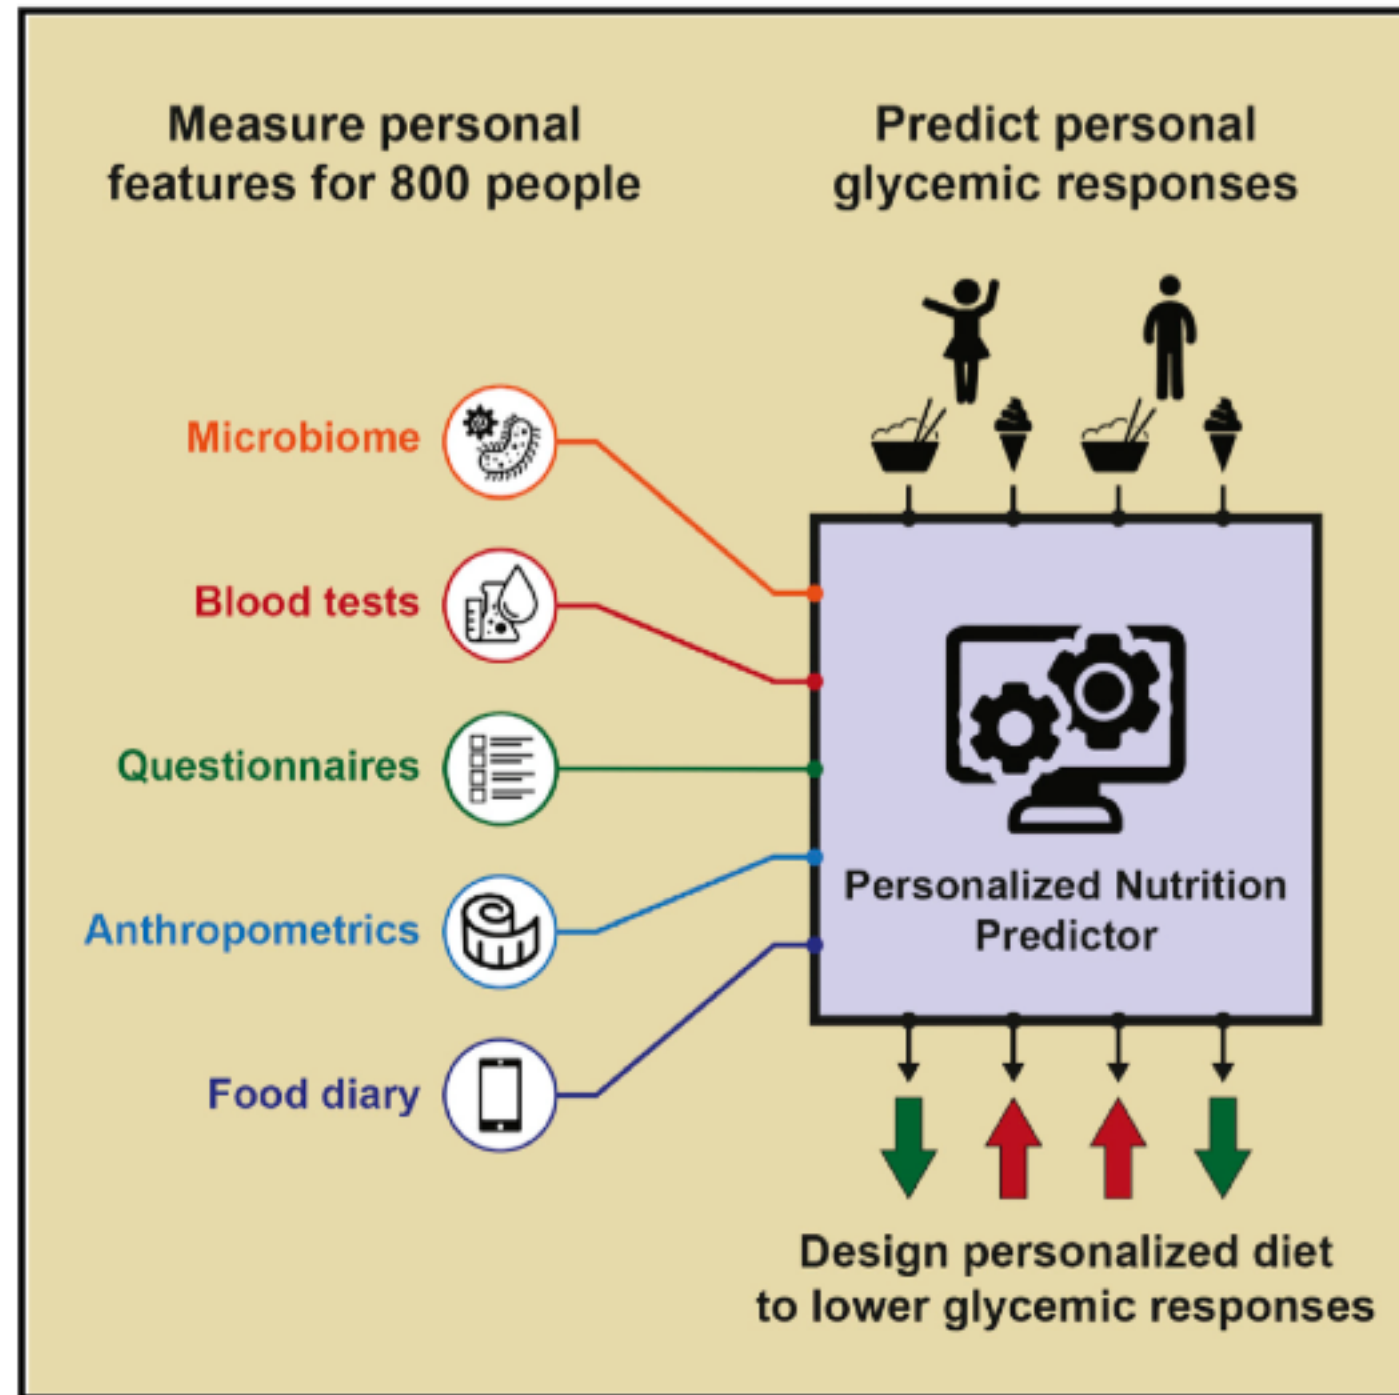 Measure personal
features for 800 people
Predict personal
glycemic responses
Microbiome
Blood tests
Questionnaires
Anthropometrics
Food diary
Personalized Nutrition
Predictor
Design personalized diet
to lower glycemic responses